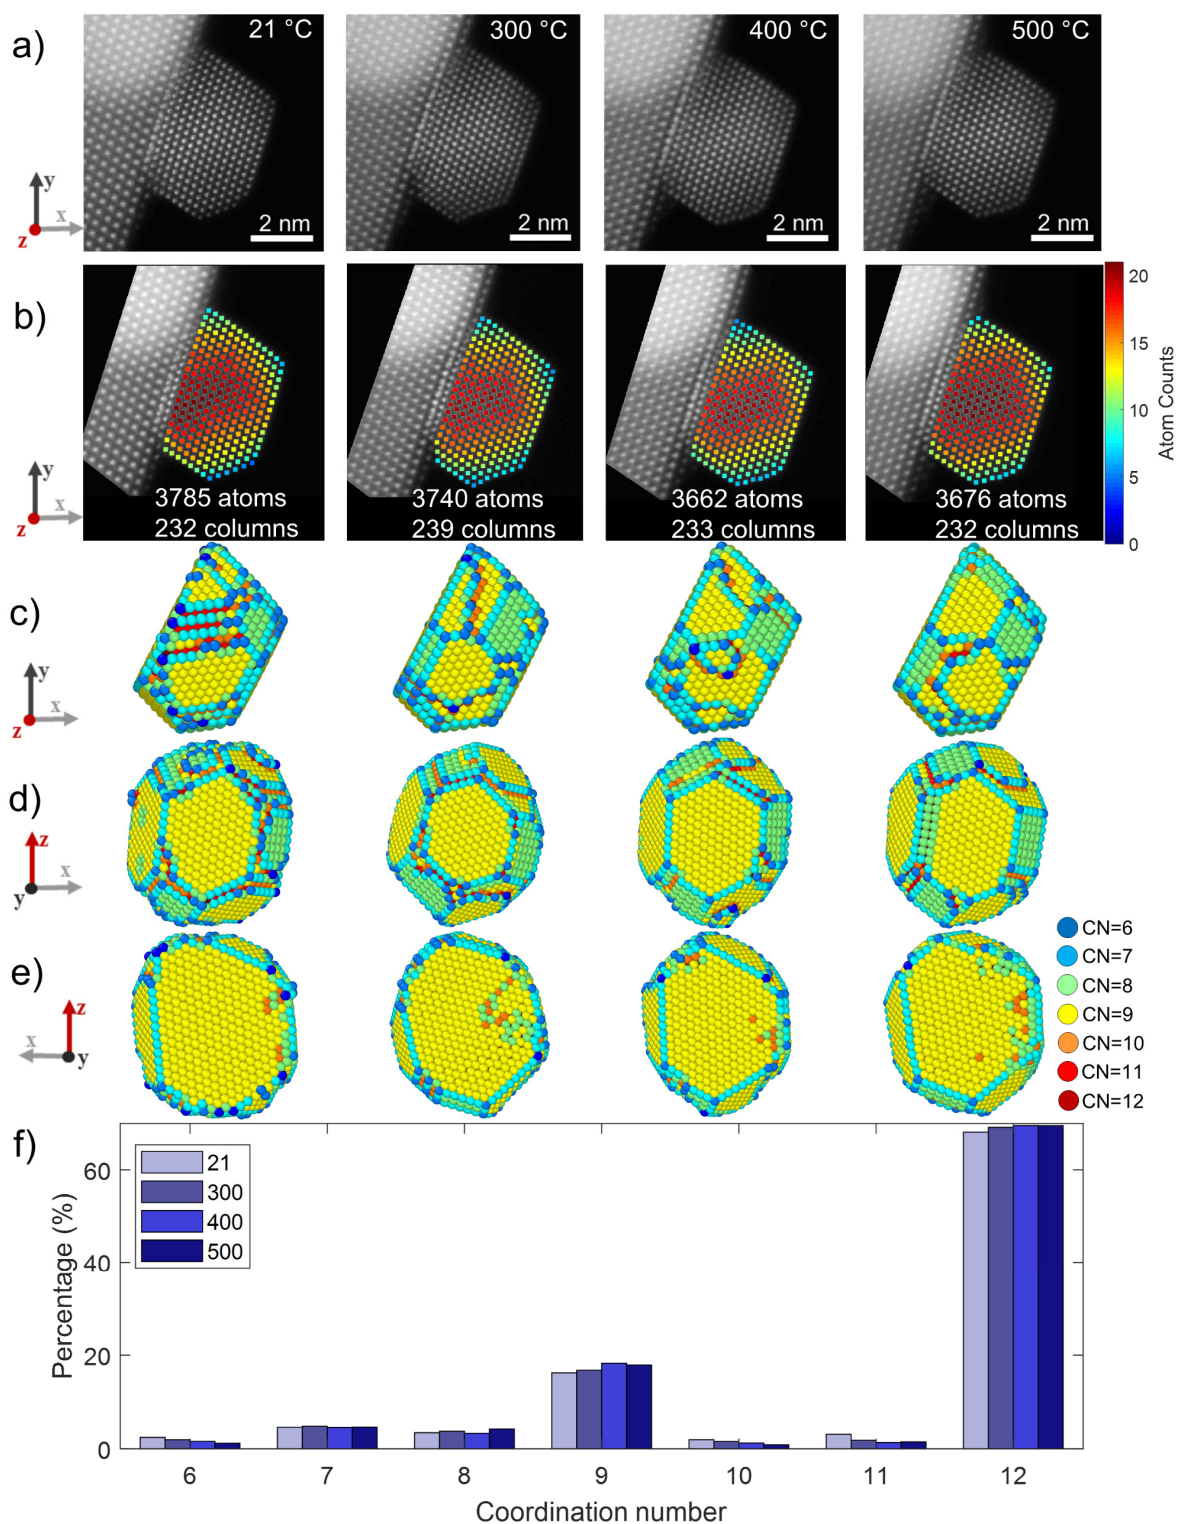 a)
21 °C
300 °C
400 °C
500 °C
y
x
z
2 nm
2 nm
2 nm
2 nm
b)
y
x
z
3785 atoms
232 columns
3740 atoms
239 columns
3662 atoms
233 columns
3676 atoms
232 columns
20
15
10
5
0
Atom Counts
c)
y
x
z
d)
z
x
y
e)
z
x
y
CN=6
CN=7
CN=8
CN=9
CN=10
CN=11
CN=12
f)
21
300
400
500
Percentage (%)
60
40
20
0
6
7
8
9
10
11
12
Coordination number